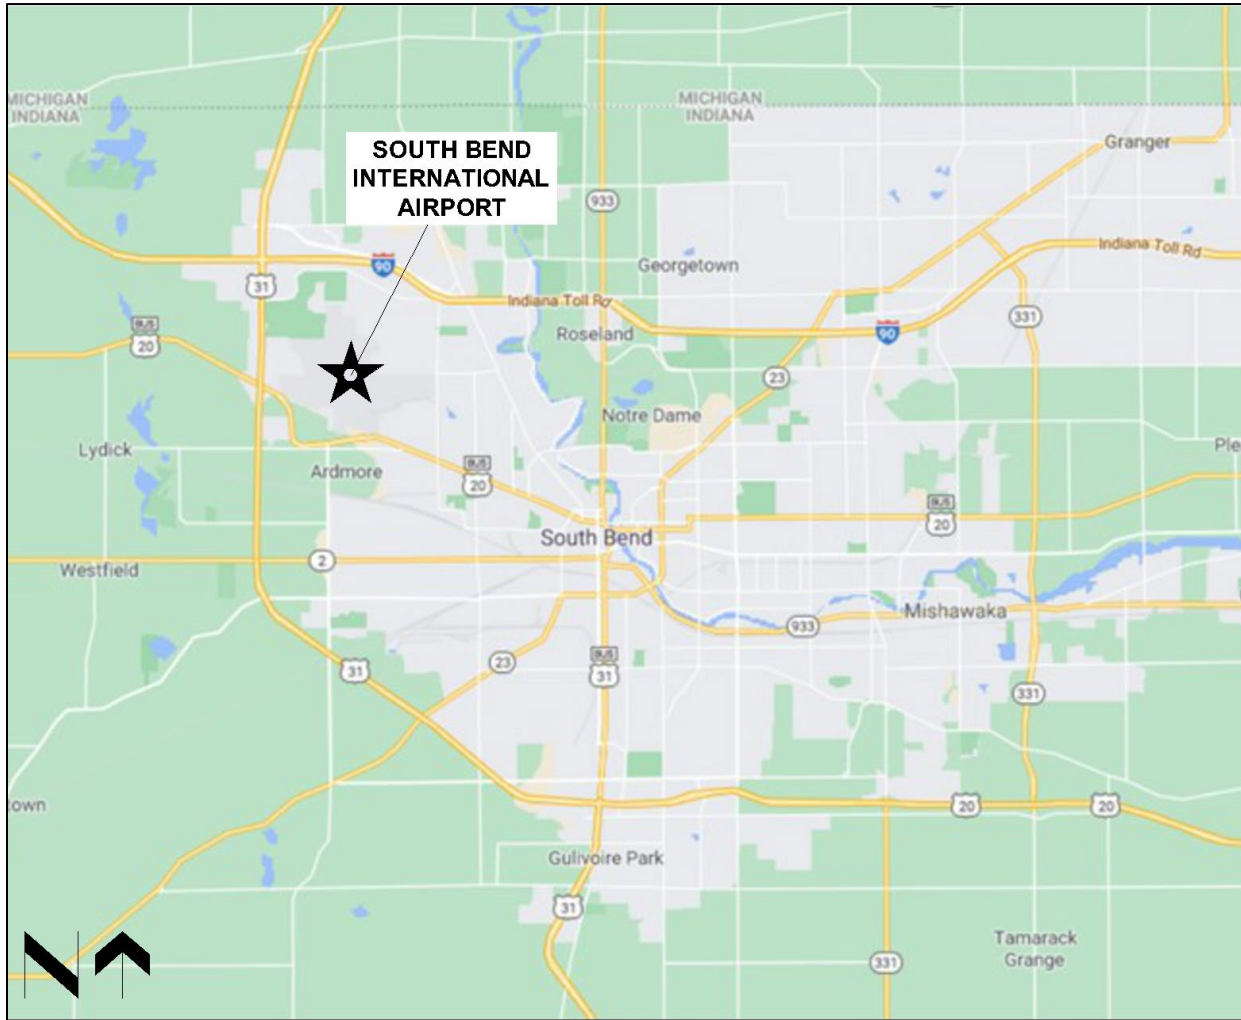 MICHIGAN
INDIANA
MICHIGAN
INDIANA
Granger
SOUTH BEND
INTERNATIONAL
AIRPORT
933
Indiana Toll Rd
Georgetown
90
31
Indiana Toll Rd
331
BUS
20
Roseland
90
23
Notre Dame
Lydick
Ple
Ardmore
BUS
20
BUS
20
South Bend
2
Westfield
Mishawaka
933
31
23
BUS
31
331
town
20
20
Gulivoire Park
31
Tamarack
Grange
331
N